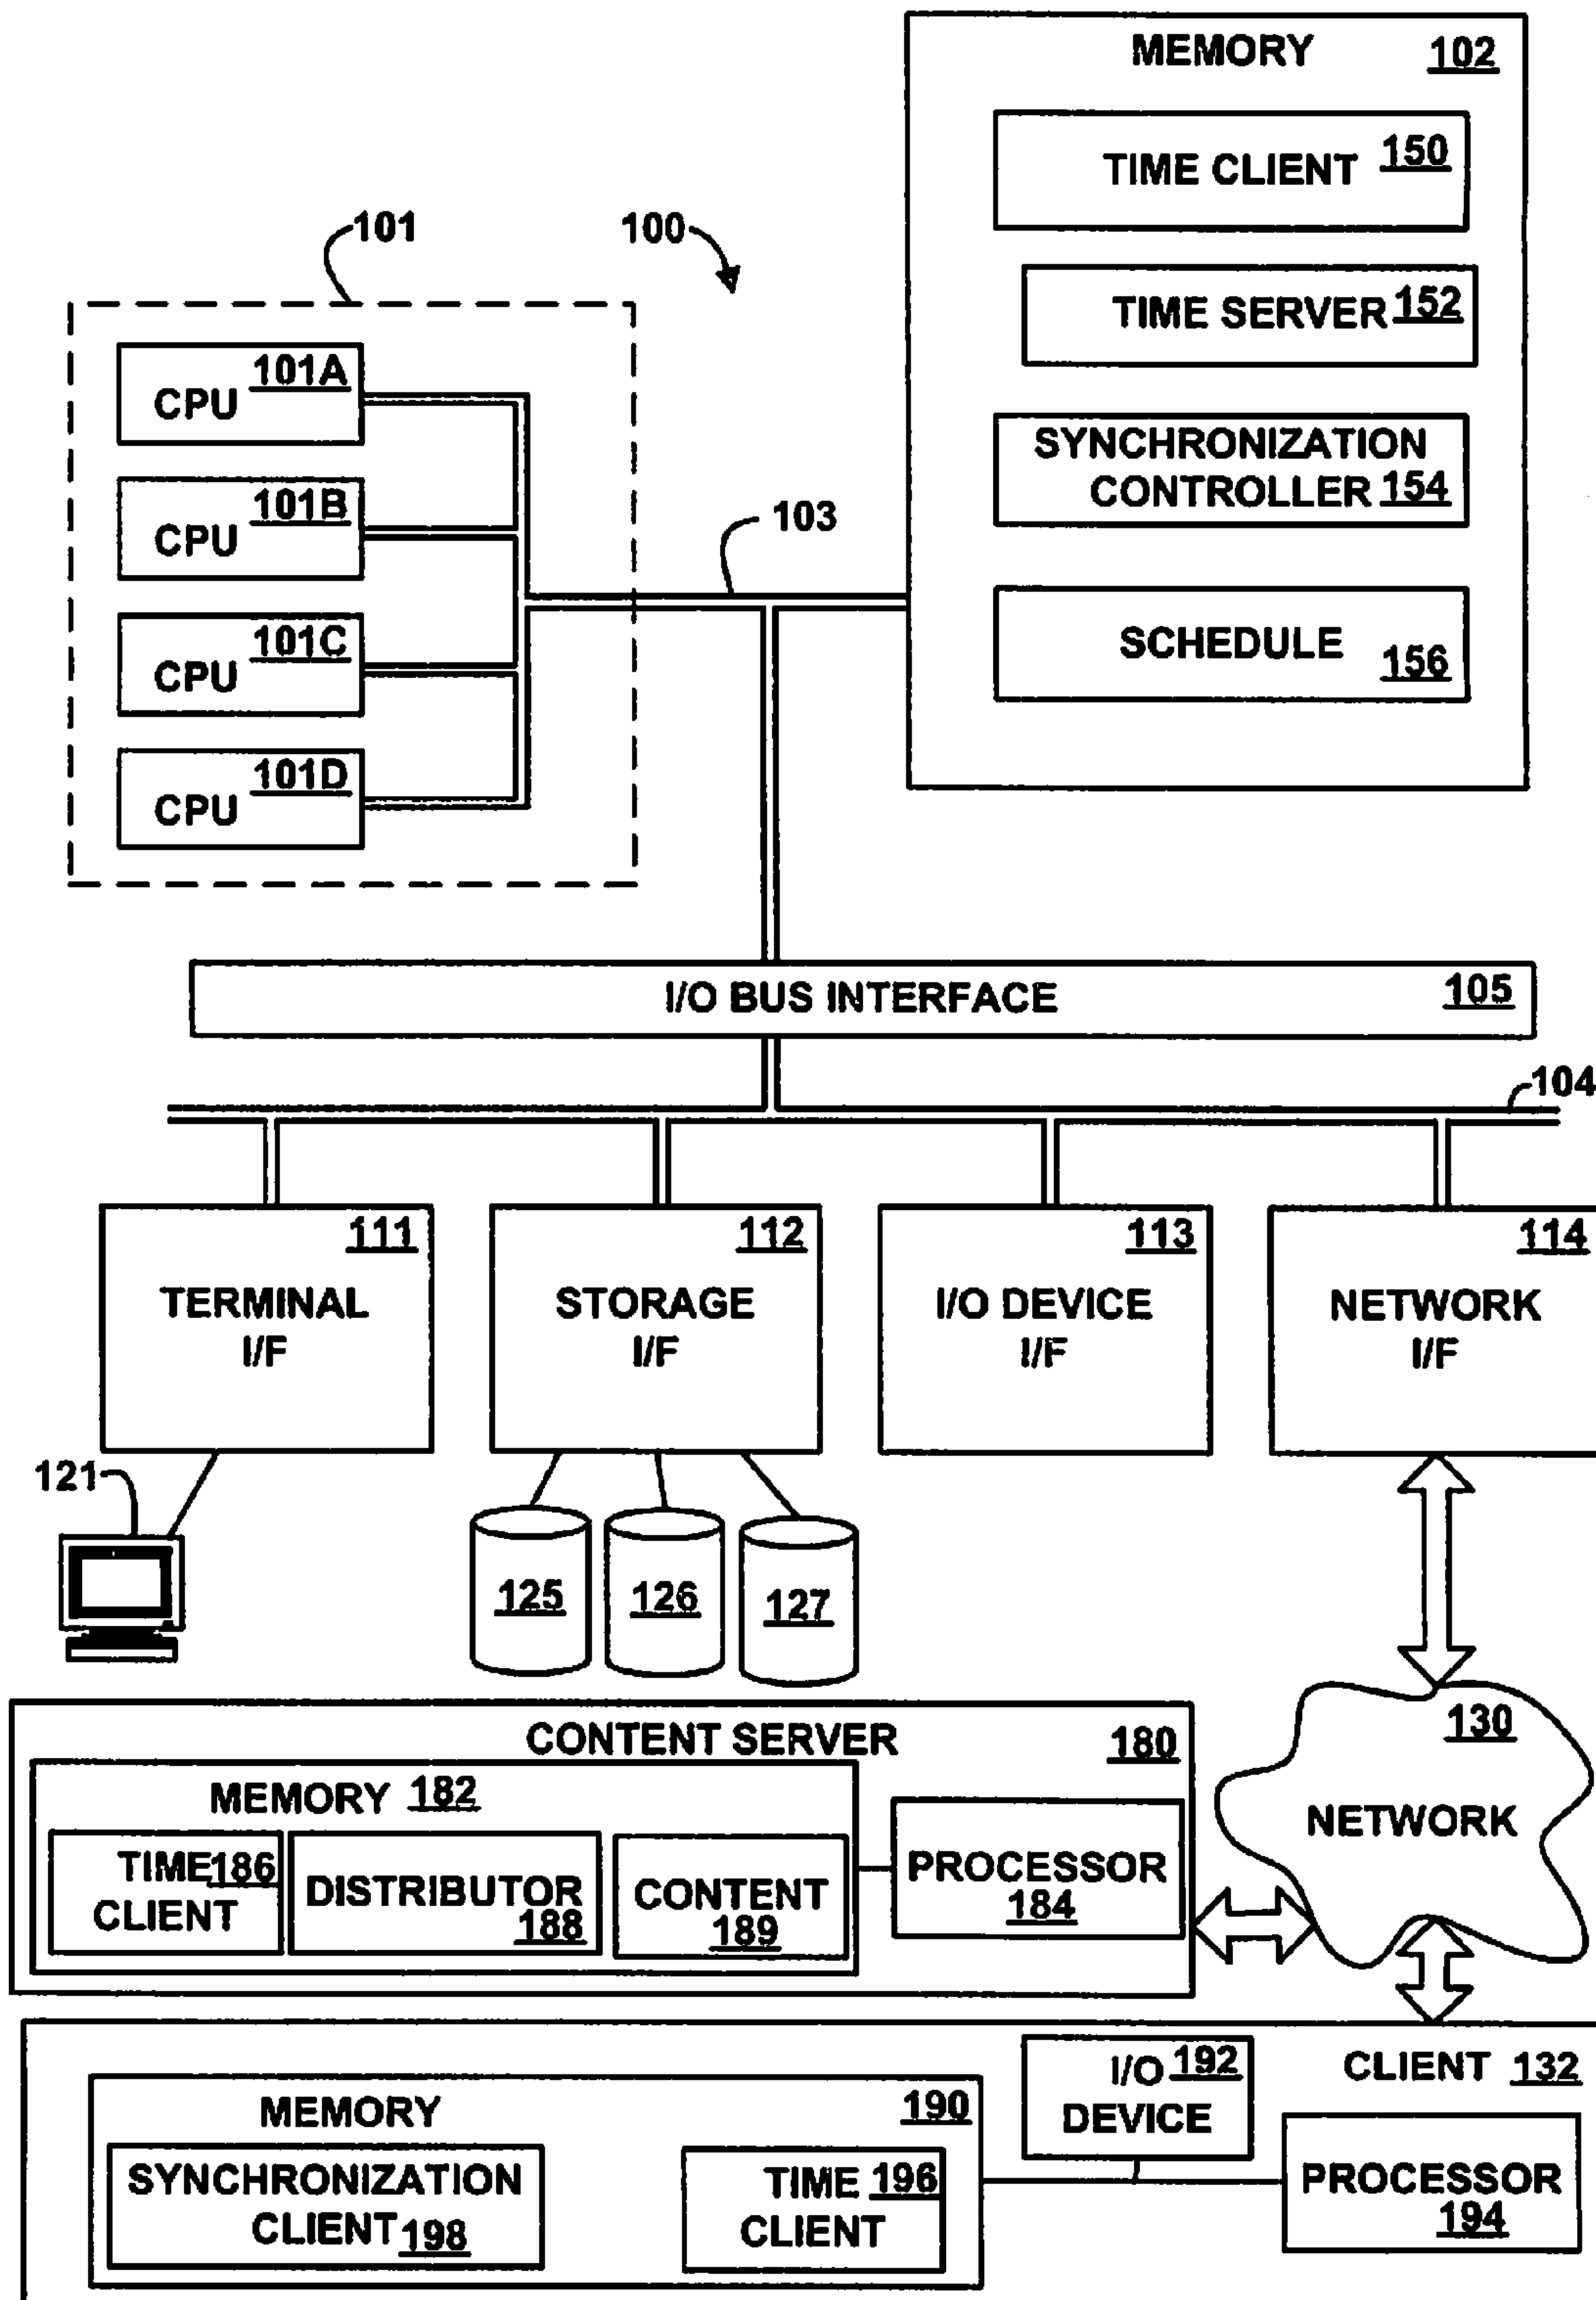 MEMORY 102
TIME CLIENT 150
TIME SERVER 152
SYNCHRONIZATION
CONTROLLER 154
SCHEDULE 156
101
100
CPU 101A
CPU 101B
CPU 101C
CPU 101D
103
I/O BUS INTERFACE 105
104
111
TERMINAL
I/F
112
STORAGE
I/F
113
I/O DEVICE
I/F
114
NETWORK
I/F
121
125
126
127
130
NETWORK
CONTENT SERVER 180
MEMORY 182
TIME 186
CLIENT
DISTRIBUTOR
188
CONTENT
189
PROCESSOR
184
CLIENT 132
I/O 192
DEVICE
MEMORY 190
SYNCHRONIZATION
CLIENT 198
TIME 196
CLIENT
PROCESSOR
194